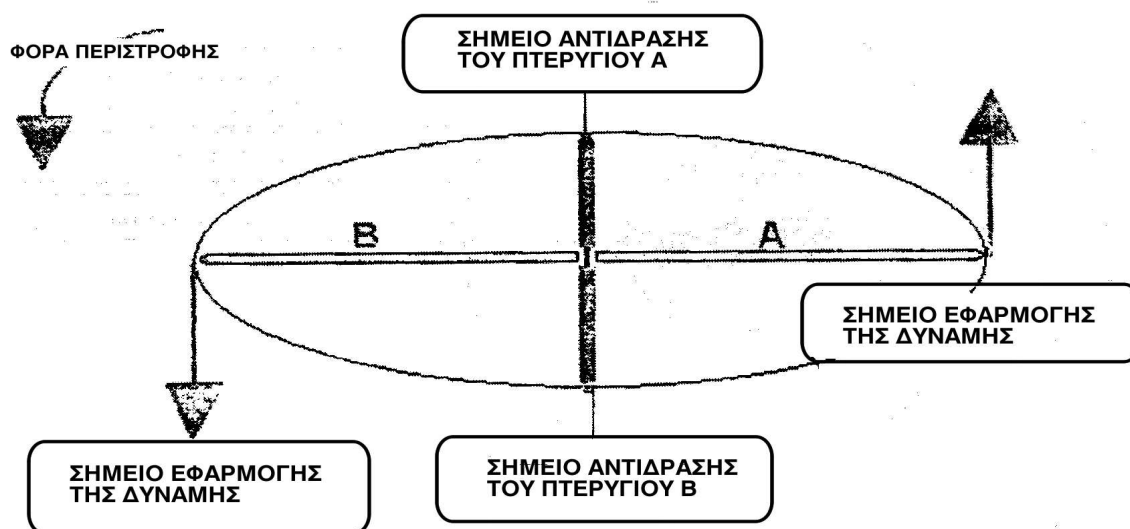 ΦΟΡΑ ΠΕΡΙΣΤΡΟΦΗΣ
ΣΗΜΕΙΟ ΑΝΤΙΔΡΑΣΗΣ
ΤΟΥ ΠΤΕΡΥΓΙΟΥ Α
Β
Α
ΣΗΜΕΙΟ ΕΦΑΡΜΟΓΗΣ
ΤΗΣ ΔΥΝΑΜΗΣ
ΣΗΜΕΙΟ ΕΦΑΡΜΟΓΗΣ
ΤΗΣ ΔΥΝΑΜΗΣ
ΣΗΜΕΙΟ ΑΝΤΙΔΡΑΣΗΣ
ΤΟΥ ΠΤΕΡΥΓΙΟΥ Β